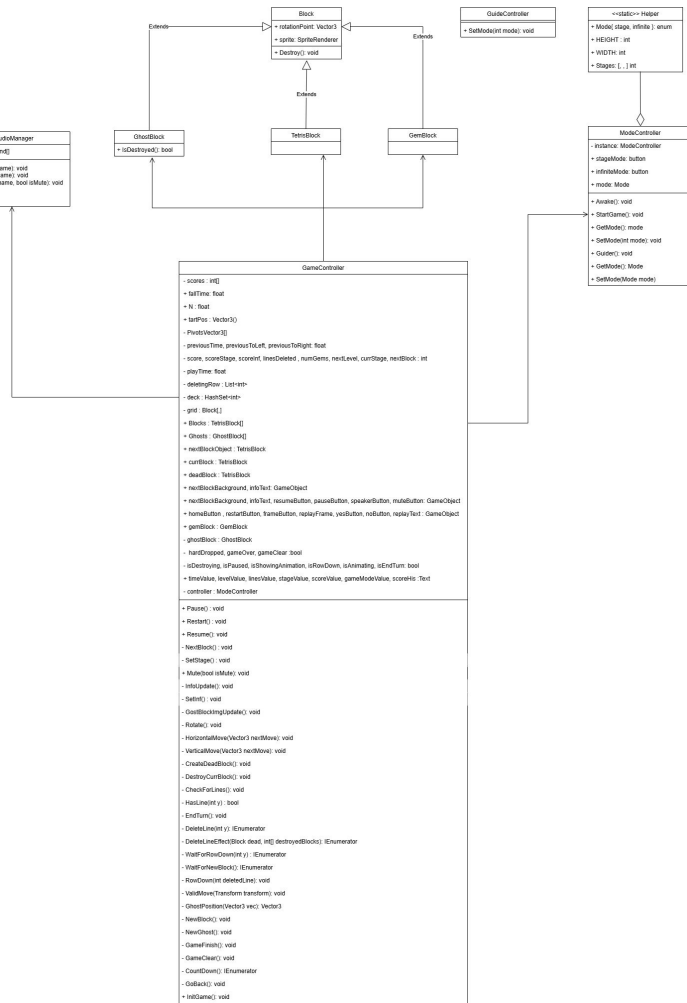 Block
+ rotationPoint: Vector3
+ sprite: SpriteRenderer
+ Destroy(): void
GuideController
+ SetMode(int mode): void
<<static>> Helper
+ Mode{ stage, infinite }: enum
+ HEIGHT : int
+ WIDTH: int
+ Stages: [, , ] int
Extends
Extends
Extends
udioManager
nd[]
ame): void
ame): void
name, bool isMute): void
GhostBlock
+ IsDestroyed(): bool
TetrisBlock
GemBlock
ModeController
- instance: ModeController
+ stageMode: button
+ infiniteMode: button
+ mode: Mode
+ Awake(): void
+ StartGame(): void
+ GetMode(): mode
+ SetMode(int mode): void
+ Guider(): void
+ GetMode(): Mode
+ SetMode(Mode mode)
GameController
- scores : int[]
+ fallTime: float
+ N : float
+ tartPos : Vector3()
- PivotsVector3[]
- previousTime, previousToLeft, previousToRight: float
- score, scoreStage, scoreInf, linesDeleted , numGems, nextLevel, currStage, nextBlock : int
- playTime: float
- deletingRow : List<int>
- deck : HashSet<int>
- grid : Block[,]
+ Blocks : TetrisBlock[]
+ Ghosts : GhostBlock[]
+ nextBlockObject : TetrisBlock
+ currBlock : TetrisBlock
+ deadBlock : TetrisBlock
+ nextBlockBackground, infoText: GameObject
+ nextBlockBackground, infoText, resumeButton, pauseButton, speakerButton, muteButton: GameObject
+ homeButton , restartButton, frameButton, replayFrame, yesButton, noButton, replayText : GameObject
+ gemBlock : GemBlock
- ghostBlock : GhostBlock
- hardDropped, gameOver, gameClear :bool
- isDestroying, isPaused, isShowingAnimation, isRowDown, isAnimating, isEndTurn: bool
+ timeValue, levelValue, linesValue, stageValue, scoreValue, gameModeValue, scoreHis :Text
- controller : ModeController
+ Pause() : void
+ Restart() : void
+ Resume(): void
- NextBlock() : void
- SetStage() : void
+ Mute(bool isMute): void
- InfoUpdate(): void
- SetInf() : void
- GostBlockImgUpdate(): void
- Rotate(): void
- HorizontalMove(Vector3 nextMove): void
- VerticalMove(Vector3 nextMove): void
- CreateDeadBlock(): void
- DestroyCurrBlock(): void
- CheckForLines(): void
- HasLine(int y) : bool
- EndTurn(): void
- DeleteLine(int y): IEnumerator
- DeleteLineEffect(Block dead, int[] destroyedBlocks): IEnumerator
- WaitForRowDown(int y) : IEnumerator
- WaitForNewBlock(): IEnumerator
- RowDown(int deletedLine): void
- ValidMove(Transform transform): void
- GhostPosition(Vector3 vec): Vector3
- NewBlock(): void
- NewGhost(): void
- GameFinish(): void
- GameClear(): void
- CountDown(): IEnumerator
- GoBack(): void
+ InitGame(): void